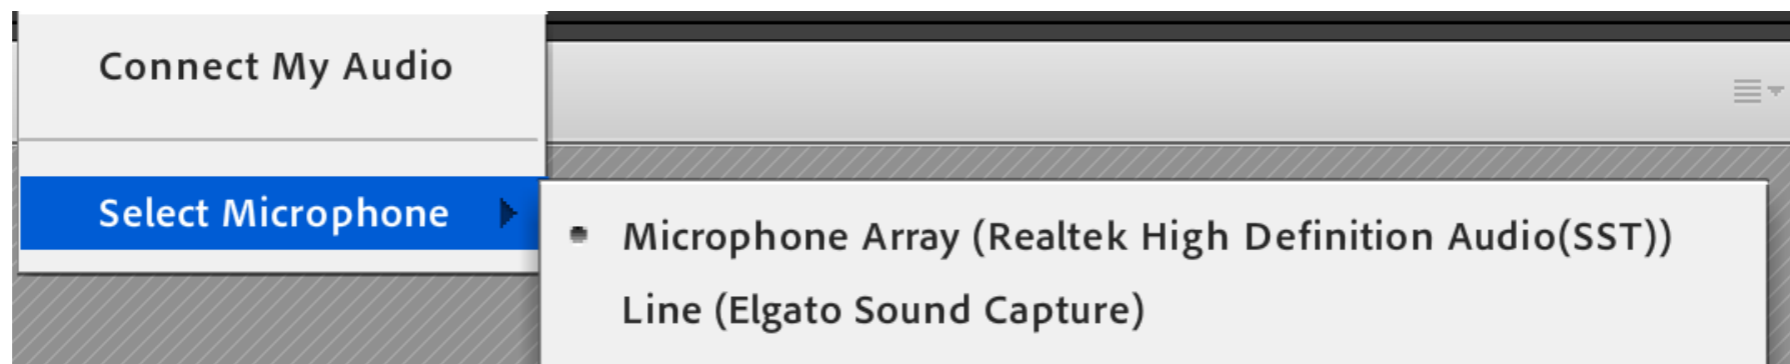 Connect My Audio
Select Microphone
Microphone Array (Realtek High Definition Audio(SST))
Line (Elgato Sound Capture)